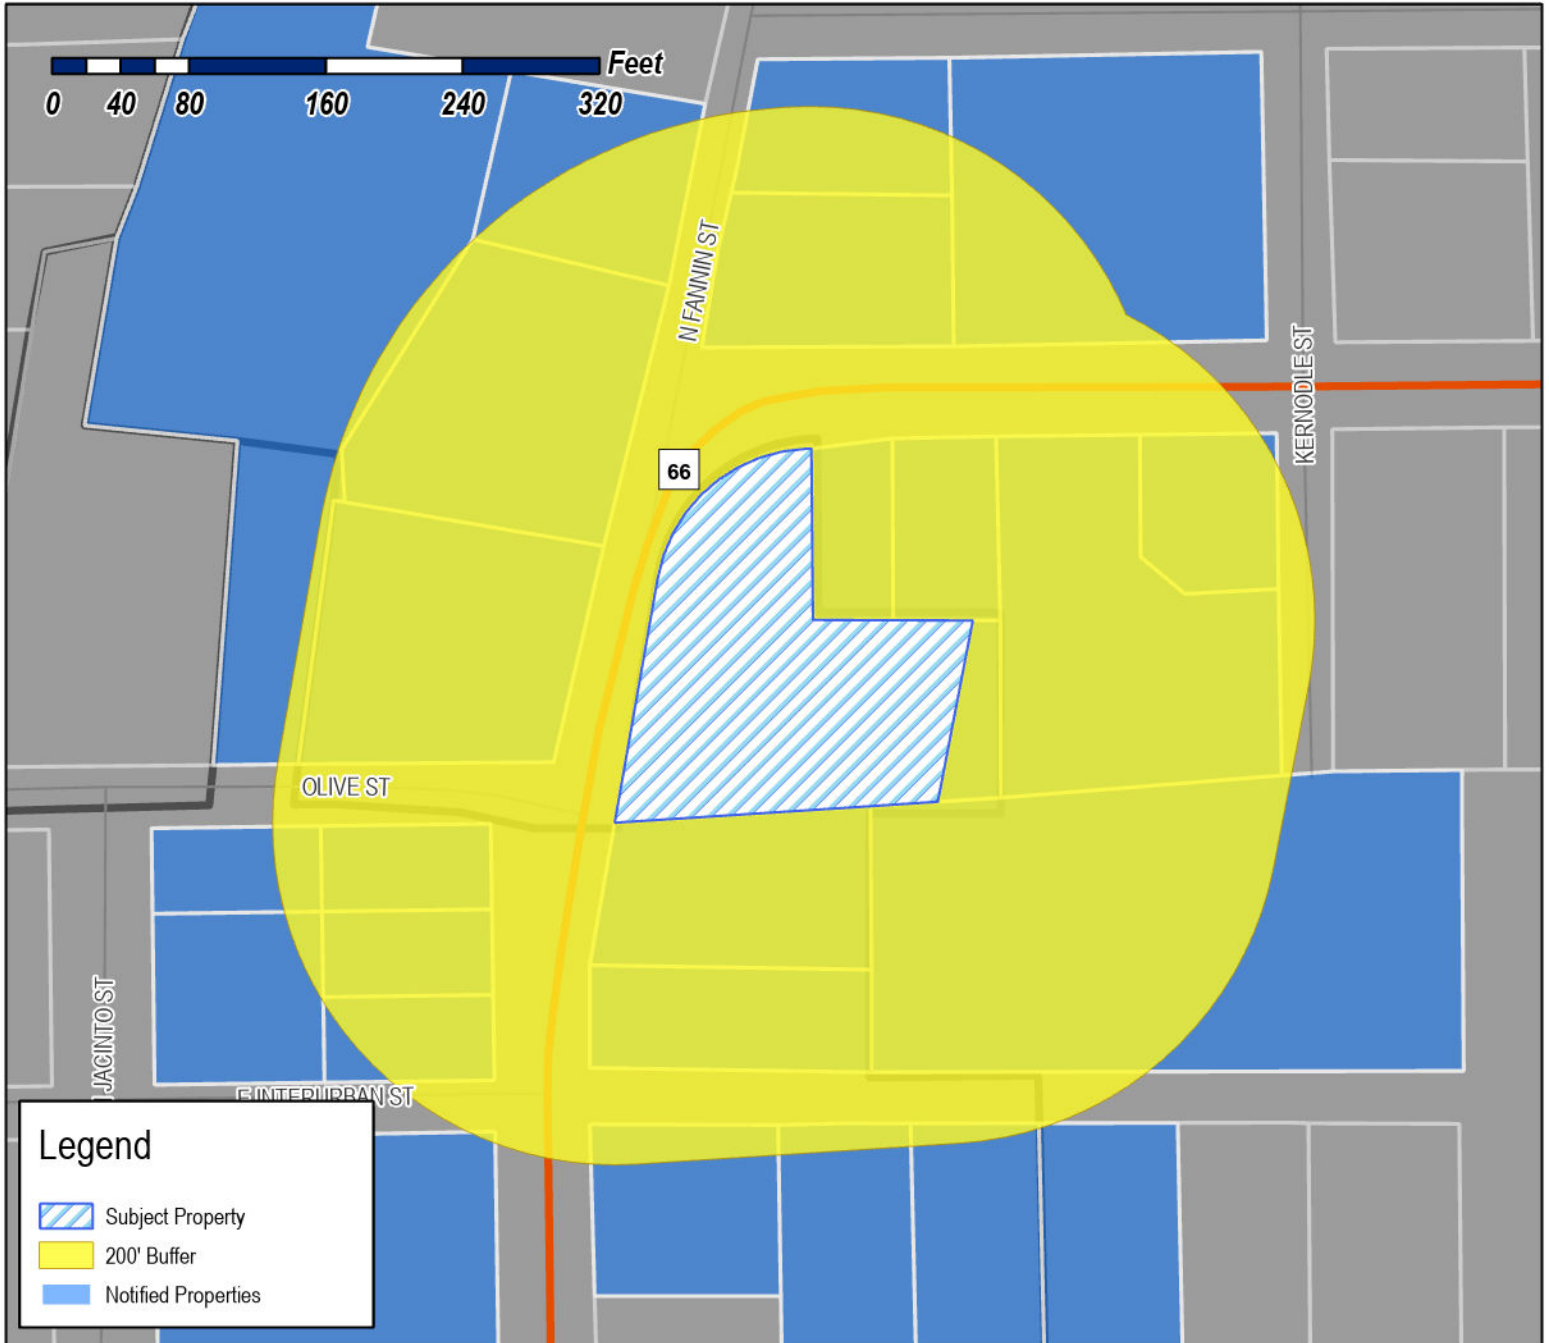 Feet
0 40 80 160 240 320
N FANNIN ST
KERNODLE ST
66
OLIVE ST
JACINTO ST
E INTERURBAN ST
Legend
Subject Property
200' Buffer
Notified Properties